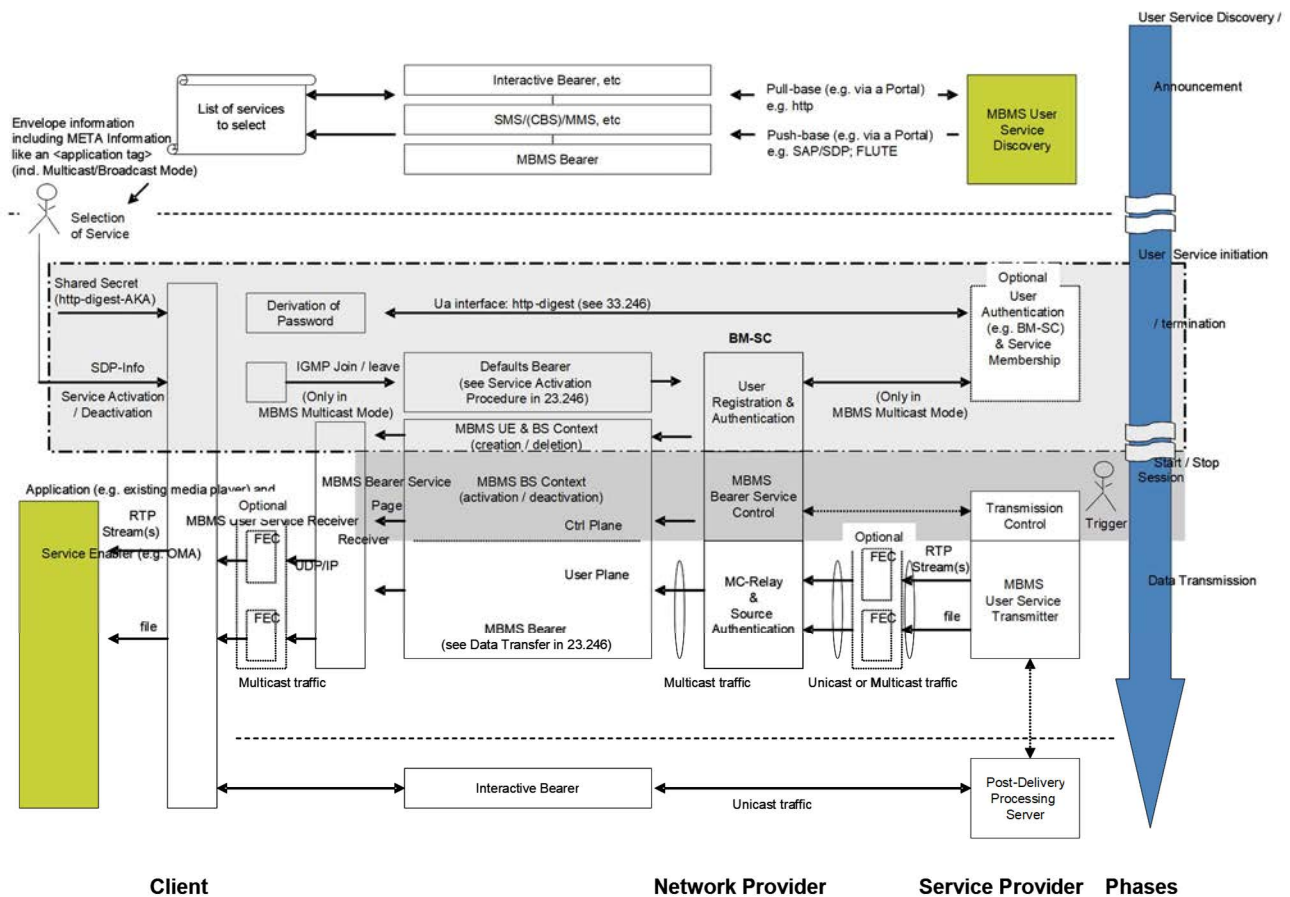 User Service Discovery /
Announcement
Interactive Bearer, etc
SMS/(CBS)/MMS, etc
MBMS Bearer
Pull-base (e.g. via a Portal)
e.g. http
Push-base (e.g. via a Portal)
e.g. SAP/SDP; FLUTE
MBMS User
Service
Discovery
List of services
to select
Envelope information
including META Information
like an <application tag>
(incl. Multicast/Broadcast Mode)
Selection
of Service
User Service initiation
/ termination
Shared Secret
(http-digest-AKA)
Derivation of
Password
Ua interface: http-digest (see 33.246)
Optional
User
Authentication
(e.g. BM-SC)
& Service
Membership
BM-SC
SDP-Info
Service Activation
/ Deactivation
IGMP Join / leave
(Only in
MBMS Multicast Mode)
Defaults Bearer
(see Service Activation
Procedure in 23.246)
User
Registration &
Authentication
(Only in
MBMS Multicast Mode)
MBMS UE & BS Context
(creation / deletion)
Start / Stop
Session
MBMS Bearer Service
MBMS BS Context
(activation / deactivation)
MBMS
Bearer Service
Control
Transmission
Control
Trigger
Application (e.g. existing media player) and
Optional
Page
RTP
Stream(s)
MBMS User Service Receiver
Ctrl Plane
Service Enabler (e.g. OMA)
FEC
Receiver
UDP/IP
Optional
User Plane
FEC
RTP
Stream(s)
Data Transmission
MC-Relay
&
Source
Authentication
MBMS
User Service
Transmitter
file
FEC
MBMS Bearer
(see Data Transfer in 23.246)
FEC
file
Multicast traffic
Multicast traffic
Unicast or Multicast traffic
Interactive Bearer
Unicast traffic
Post-Delivery
Processing
Server
Client
Network Provider
Service Provider
Phases